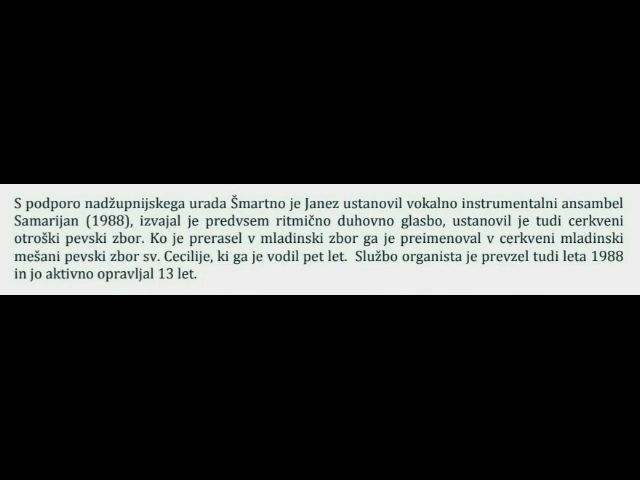 S podporo nadžupnijskega urada Šmartno je Janez ustanovil vokalno instrumentalni ansambel
Samarijan (1988), izvajal je predvsem ritmično duhovno glasbo, ustanovil je tudi cerkveni
otroški pevski zbor. Ko je prerasel v mladinski zbor ga je preimenoval v cerkveni mladinski
mešani pevski zbor sv. Cecilije, ki ga je vodil pet let. Službo organista je prevzel tudi leta 1988
in jo aktivno opravljal 13 let.